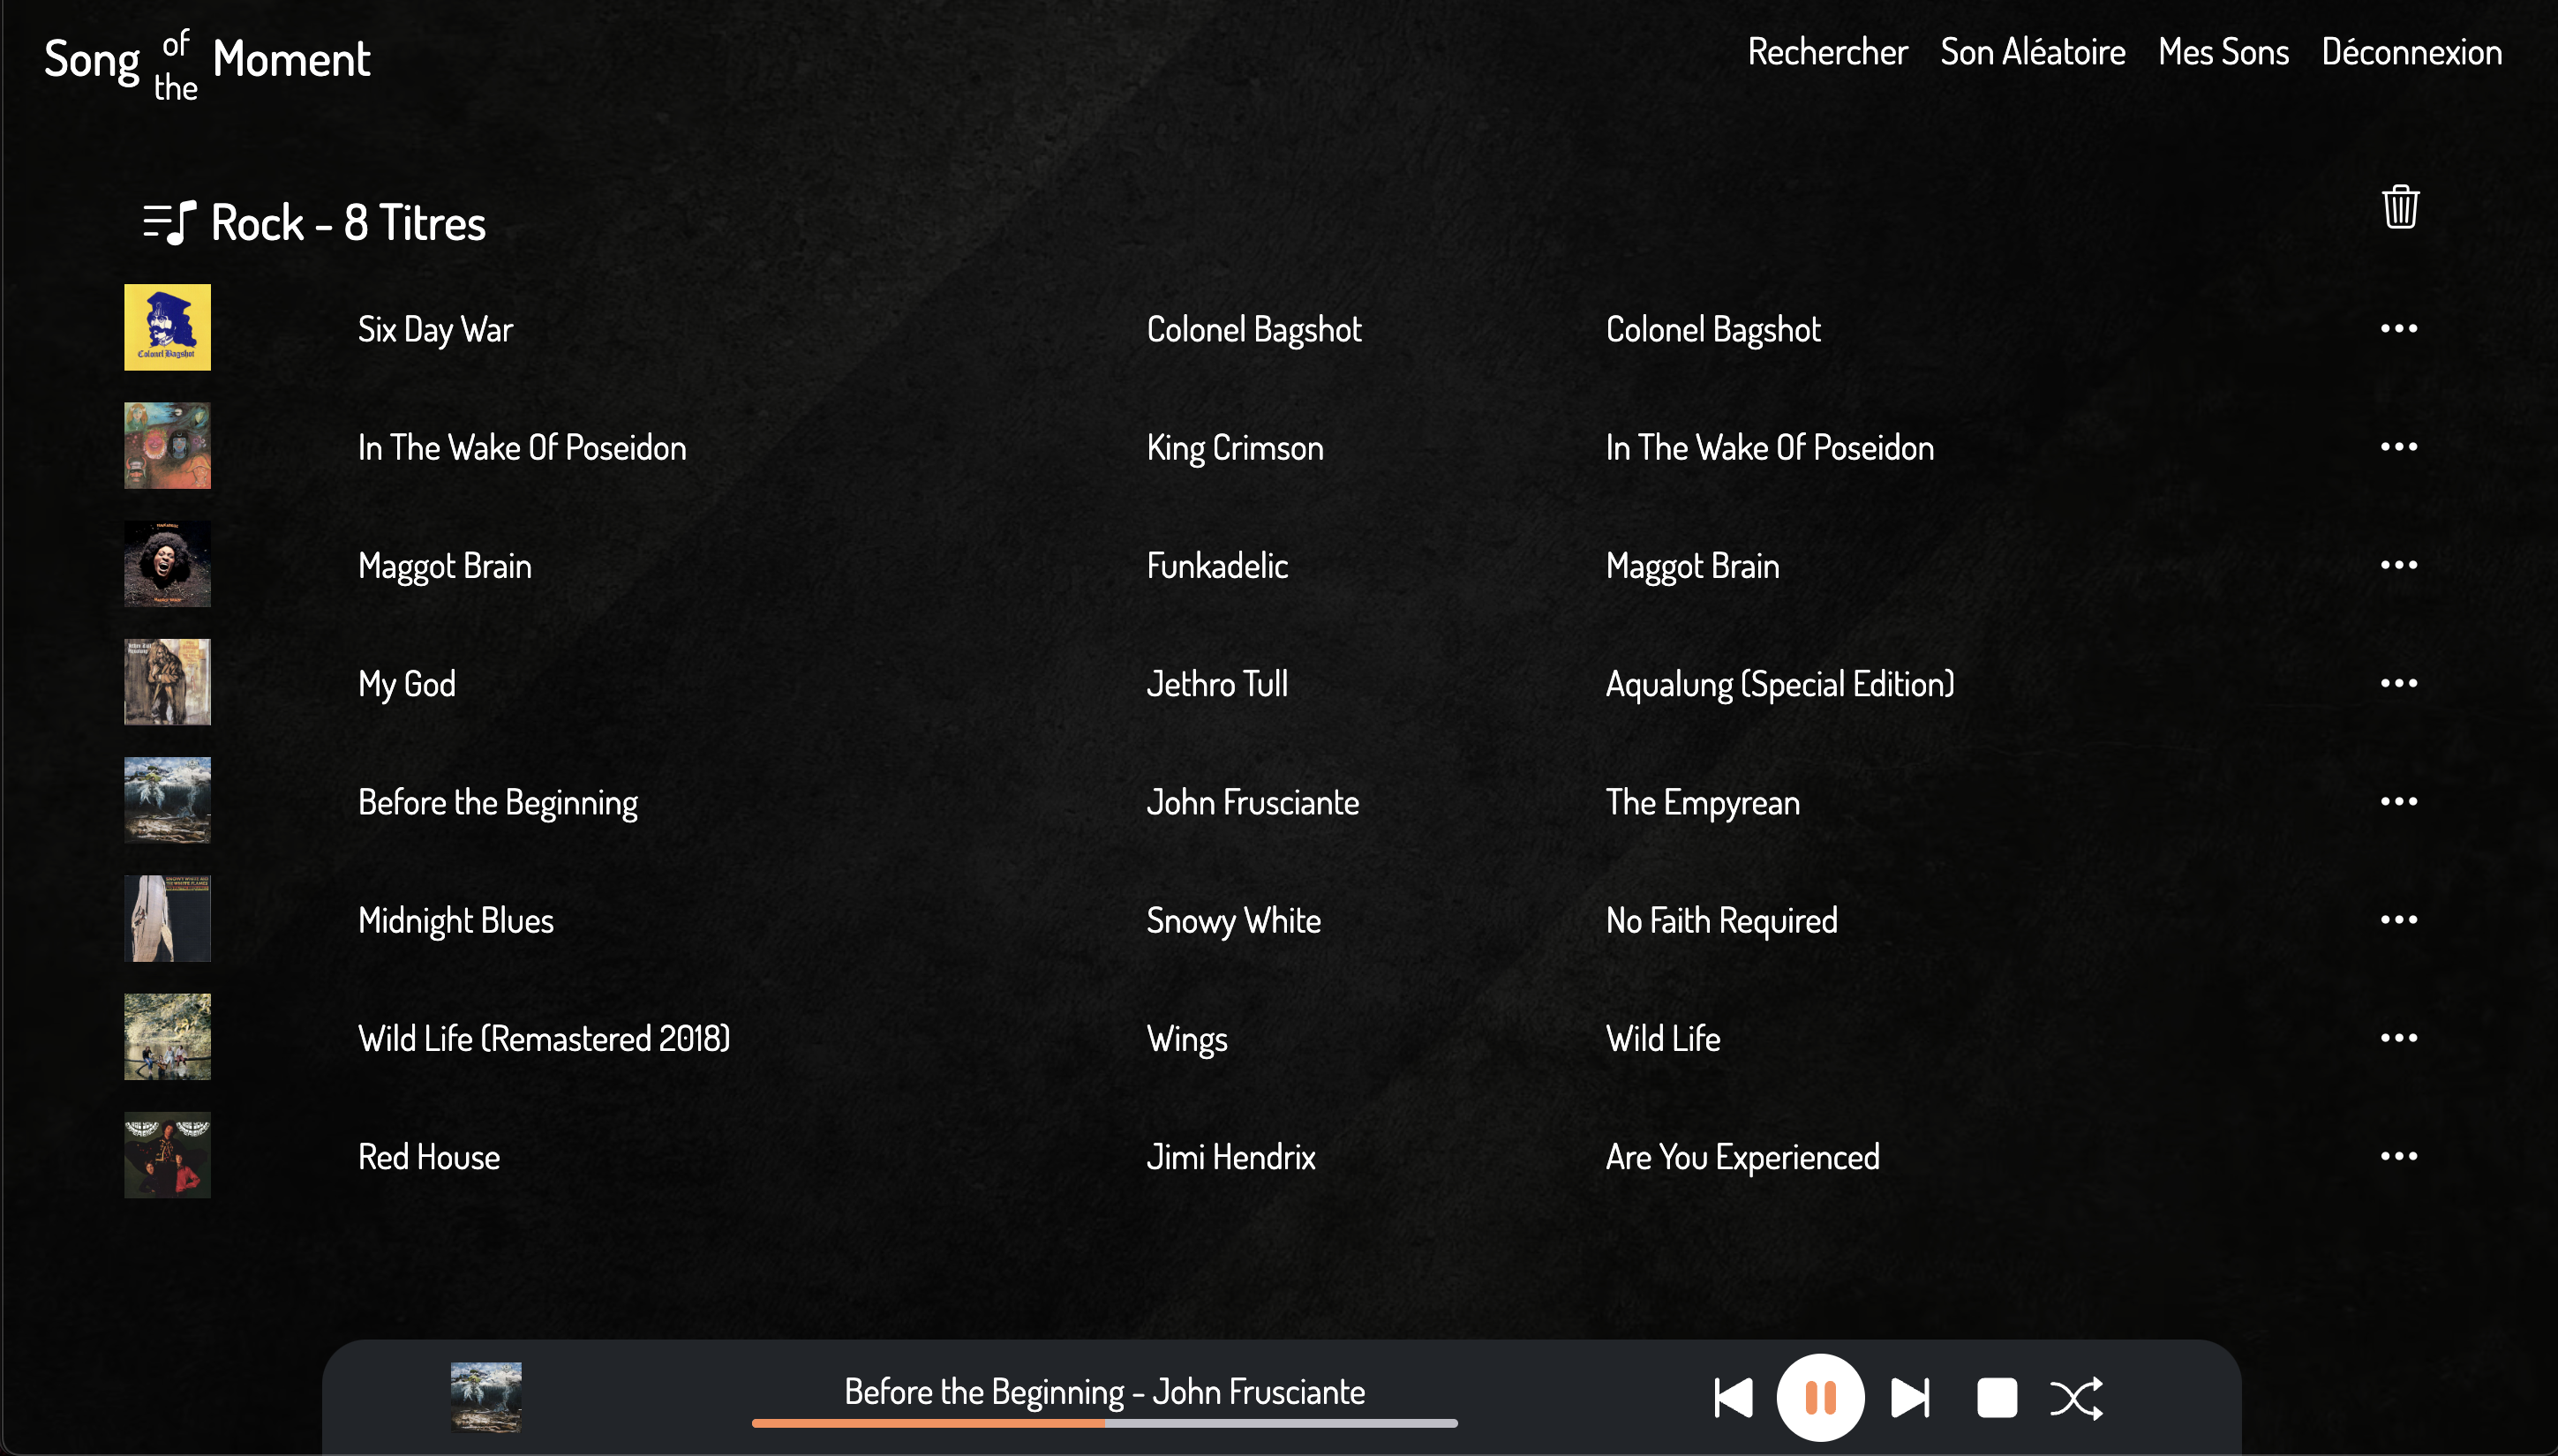 Song of the Moment
Rechercher Son Aléatoire Mes Sons Déconnexion
Rock - 8 Titres
Colonel Bagshot
Six Day War Colonel Bagshot Colonel Bagshot
In The Wake Of Poseidon King Crimson In The Wake Of Poseidon
Maggot Brain Funkadelic Maggot Brain
My God Jethro Tull Aqualung (Special Edition)
Before the Beginning John Frusciante The Empyrean
Midnight Blues Snowy White No Faith Required
Wild Life (Remastered 2018) Wings Wild Life
Red House Jimi Hendrix Are You Experienced
Before the Beginning - John Frusciante